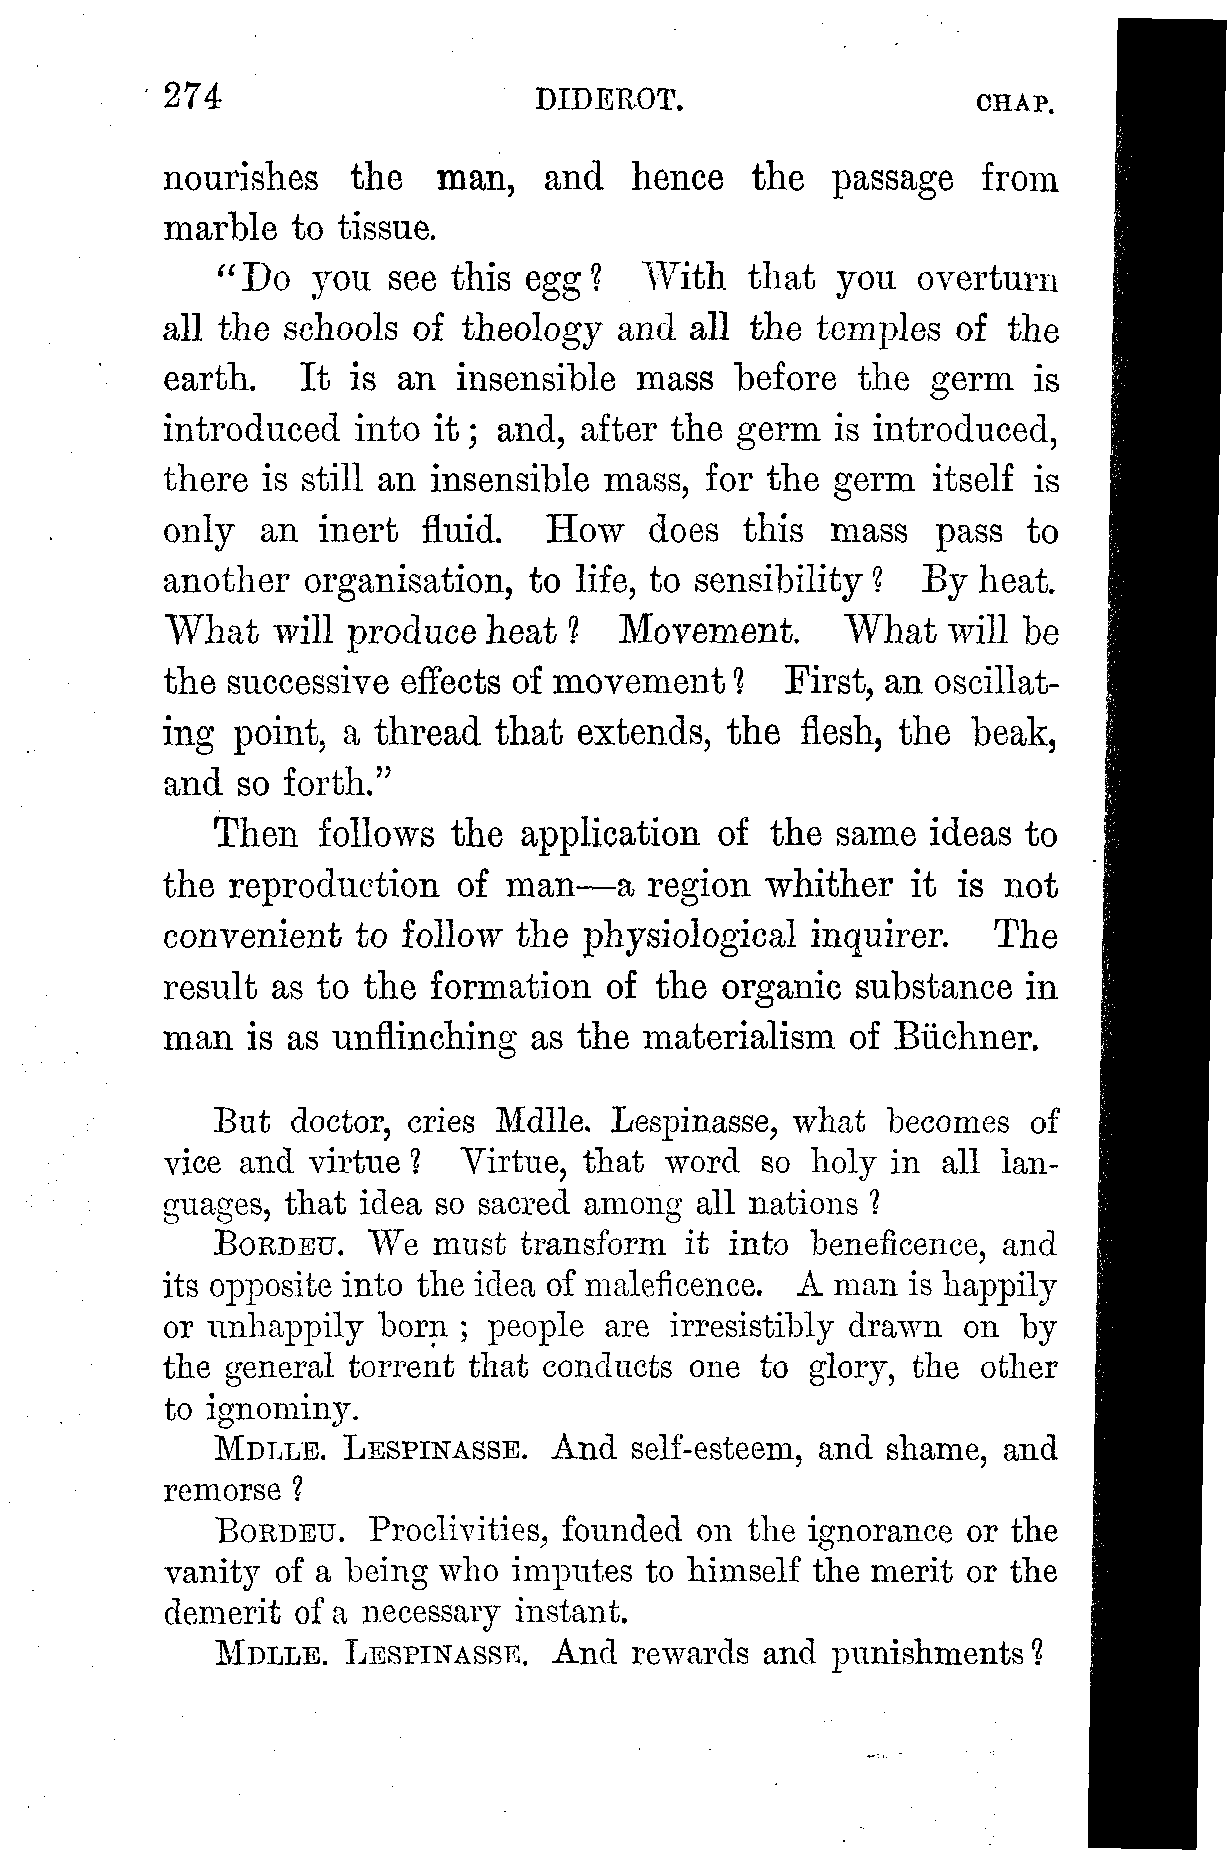 274 DIDEROT. CHAP.
nourishes the man, and hence the passage from
marble to tissue.
"Do you see this egg? With that you overturn
all the schools of theology and all the temples of the
earth. It is an insensible mass before the germ is
introduced into it; and, after the germ is introduced,
there is still an insensible mass, for the germ itself is
only an inert fluid. How does this mass pass to
another organisation, to life, to sensibility? By heat.
What will produce heat? Movement. What will be
the successive effects of movement? First, an oscillat-
ing point, a thread that extends, the flesh, the beak,
and so forth."
Then follows the application of the same ideas to
the reproduction of man—a region whither it is not
convenient to follow the physiological inquirer. The
result as to the formation of the organic substance in
man is as unflinching as the materialism of Büchner.
But doctor, cries Mdlle. Lespinasse, what becomes of
vice and virtue? Virtue, that word so holy in all lan-
guages, that idea so sacred among all nations?
BORDEU. We must transform it into beneficence, and
its opposite into the idea of maleficence. A man is happily
or unhappily born; people are irresistibly drawn on by
the general torrent that conducts one to glory, the other
to ignominy.
MDLLE. LESPINASSE. And self-esteem, and shame, and
remorse?
BORDEU. Proclivities, founded on the ignorance or the
vanity of a being who imputes to himself the merit or the
demerit of a necessary instant.
MDLLE. LESPINASSE. And rewards and punishments?